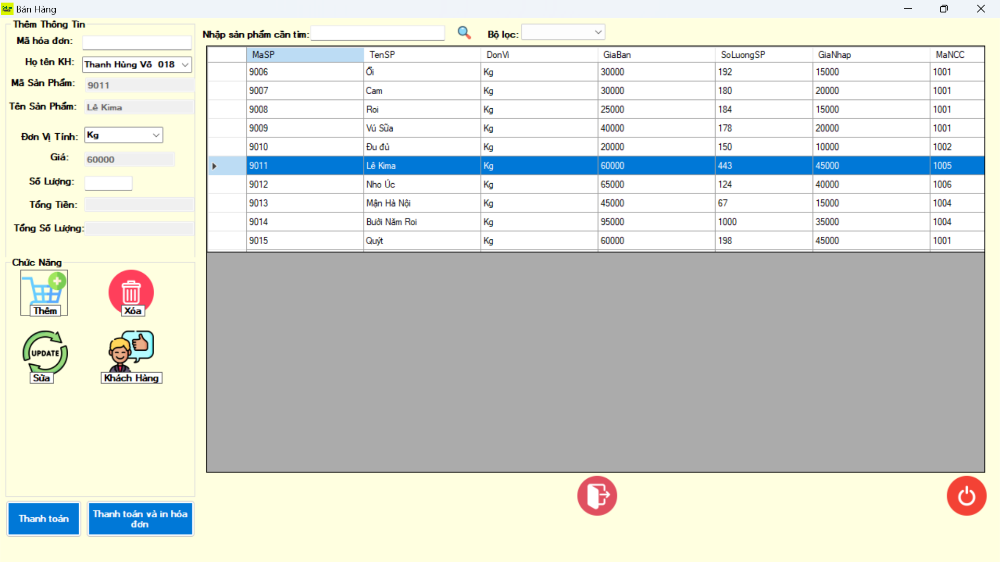 Bán Hàng
Thêm Thông Tin
Mã hóa đơn:
Họ tên KH: Thanh Hùng Võ 018
Mã Sản Phẩm: 9011
Tên Sản Phẩm: Lê Kima
Đơn Vị Tính: Kg
Giá: 60000
Số Lượng:
Tổng Tiền:
Tổng Số Lượng:
Chức Năng
Thêm
Xóa
UPDATE
Sửa
Khách Hàng
Thanh toán
Thanh toán và in hóa
đơn
Nhập sản phẩm cần tìm:
Bộ lọc:
MaSP TenSP DonVi GiaBan SoLuongSP GiaNhap MaNCC
9006 Ổi Kg 30000 192 15000 1001
9007 Cam Kg 30000 180 20000 1001
9008 Roi Kg 25000 184 15000 1001
9009 Vú Sữa Kg 40000 178 20000 1001
9010 Đu đủ Kg 20000 150 10000 1002
9011 Lê Kima Kg 60000 443 45000 1005
9012 Nho Úc Kg 65000 124 40000 1006
9013 Mận Hà Nội Kg 45000 67 15000 1004
9014 Bưởi Năm Roi Kg 95000 1000 35000 1004
9015 Quýt Kg 60000 198 45000 1001